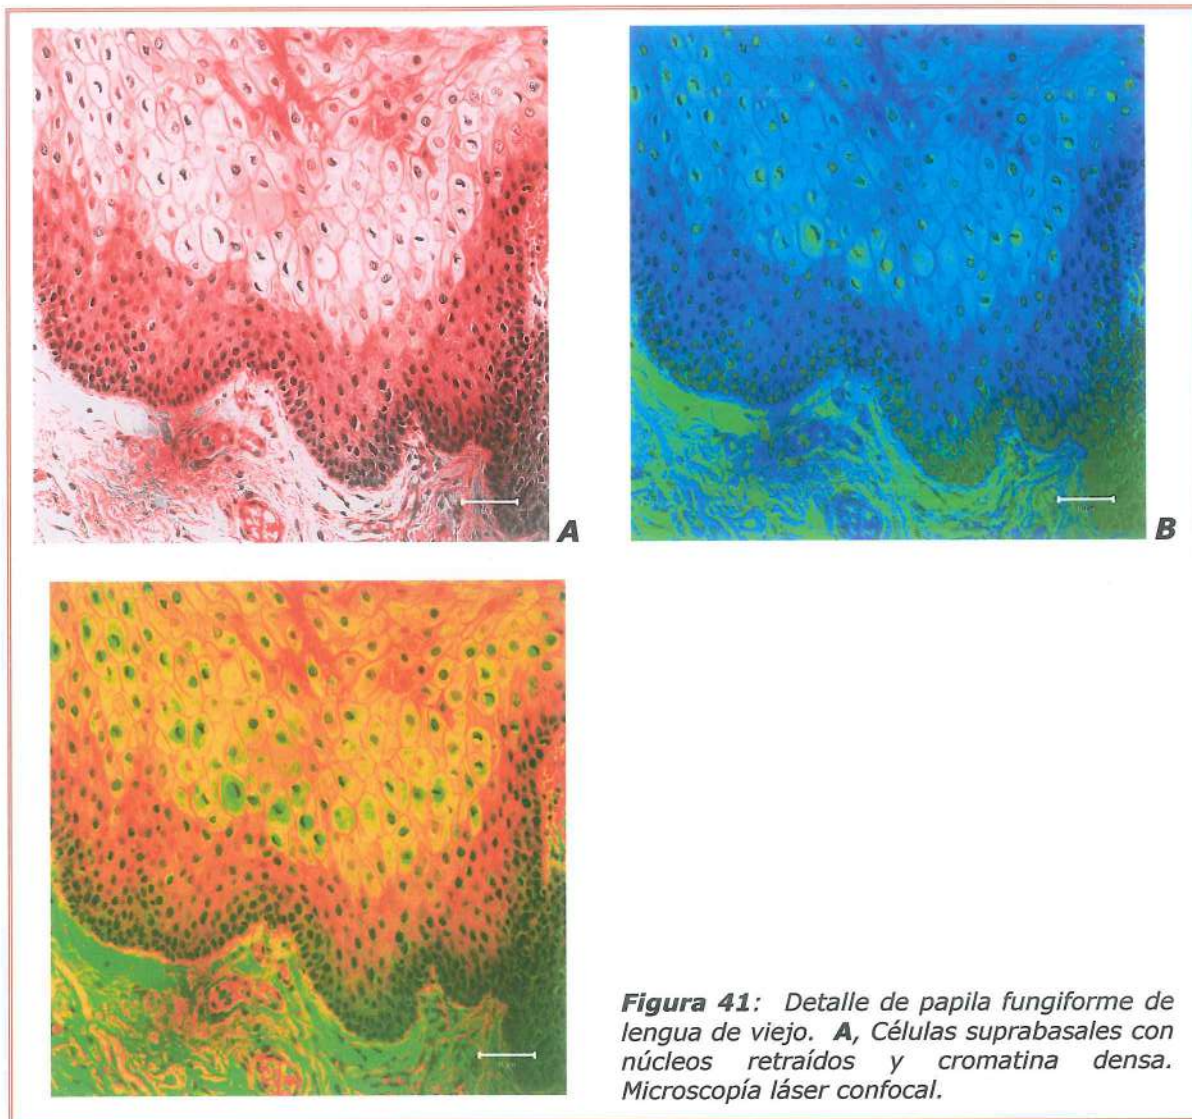 A
B
Figura 41: Detalle de papila fungiforme de
lengua de viejo. A, Células suprabasales con
núcleos retraídos y cromatina densa.
Microscopía láser confocal.